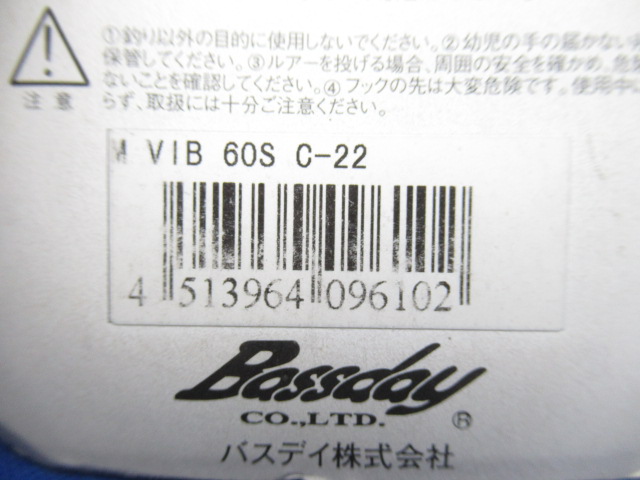 ①釣り以外の目的に使用しないでください。②幼児の手の届かない
保管してください。③ルアーを投げる場合、周囲の安全を確かめ、危
ないことを確認してください。④フックの先は大変危険です。使用中に
らず、取扱には十分ご注意ください。
注意
M VIB 60S C-22
4 513964 096102
Bassday
CO.,LTD. ®
バスデイ株式会社